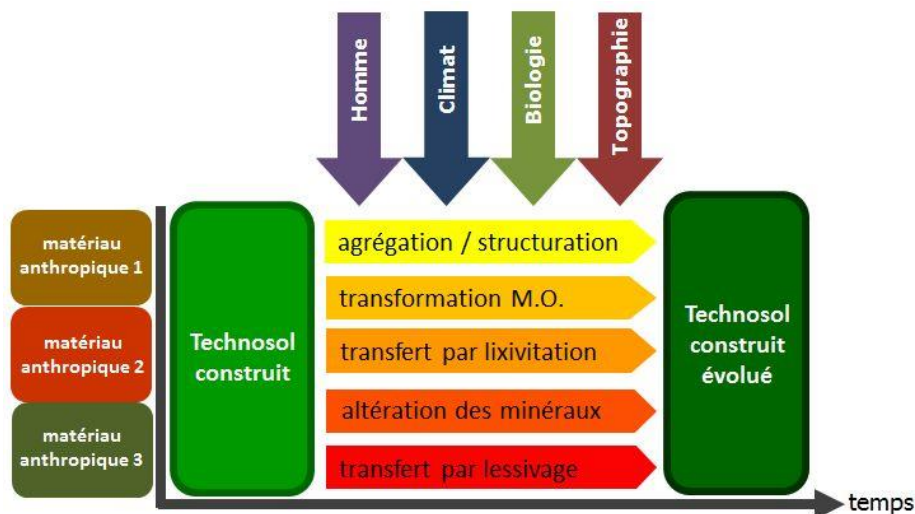 Homme
Climat
Biologie
Topographie
matériau
anthropique 1
matériau
anthropique 2
matériau
anthropique 3
Technosol
construit
agrégation / structuration
transformation M.O.
transfert par lixivitation
altération des minéraux
transfert par lessivage
Technosol
construit
évolué
temps